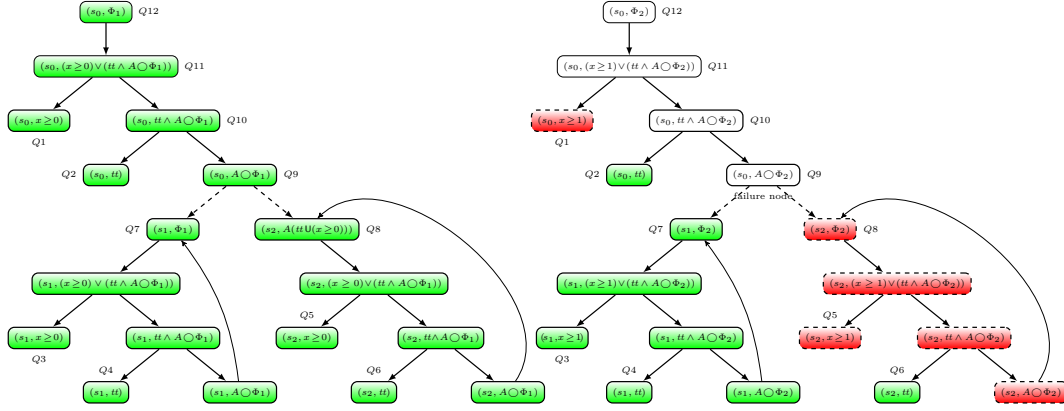 (s₀, Φ₁) Q12
(s₀, (x≥0)∨(tt ∧ A◯Φ₁)) Q11
(s₀, x≥0) (s₀, tt ∧ A◯Φ₁) Q10
Q1
Q2 (s₀, tt) (s₀, A◯Φ₁) Q9
(s₁, Φ₁) (s₂, A(ttU(x≥0)))
Q7 Q8
(s₁, (x≥0) ∨ (tt ∧ A◯Φ₁)) (s₂, (x ≥ 0)∨(tt ∧ A◯Φ₁))
Q5
(s₁, x≥0) (s₁, tt ∧ A◯Φ₁) (s₂, x≥0) (s₂, tt∧A◯Φ₁)
Q3
Q4 Q6
(s₁, tt) (s₁, A◯Φ₁) (s₂, tt) (s₂, A◯Φ₁)
(s₀, Φ₂) Q12
(s₀, (x≥1)∨(tt ∧ A◯Φ₂)) Q11
(s₀, x≥1) (s₀, tt ∧ A◯Φ₂) Q10
Q1
Q2 (s₀, tt) (s₀, A◯Φ₂) Q9
failure node
(s₁, Φ₂) (s₂, Φ₂)
Q7 Q8
(s₁, (x≥1)∨(tt ∧ A◯Φ₂)) (s₂, (x ≥ 1)∨(tt ∧ A◯Φ₂))
Q5
(s₁,x≥1) (s₁, tt ∧ A◯Φ₂) (s₂, x≥1) (s₂, tt ∧ A◯Φ₂)
Q3
Q4 Q6
(s₁, tt) (s₁, A◯Φ₂) (s₂, tt) (s₂, A◯Φ₂)